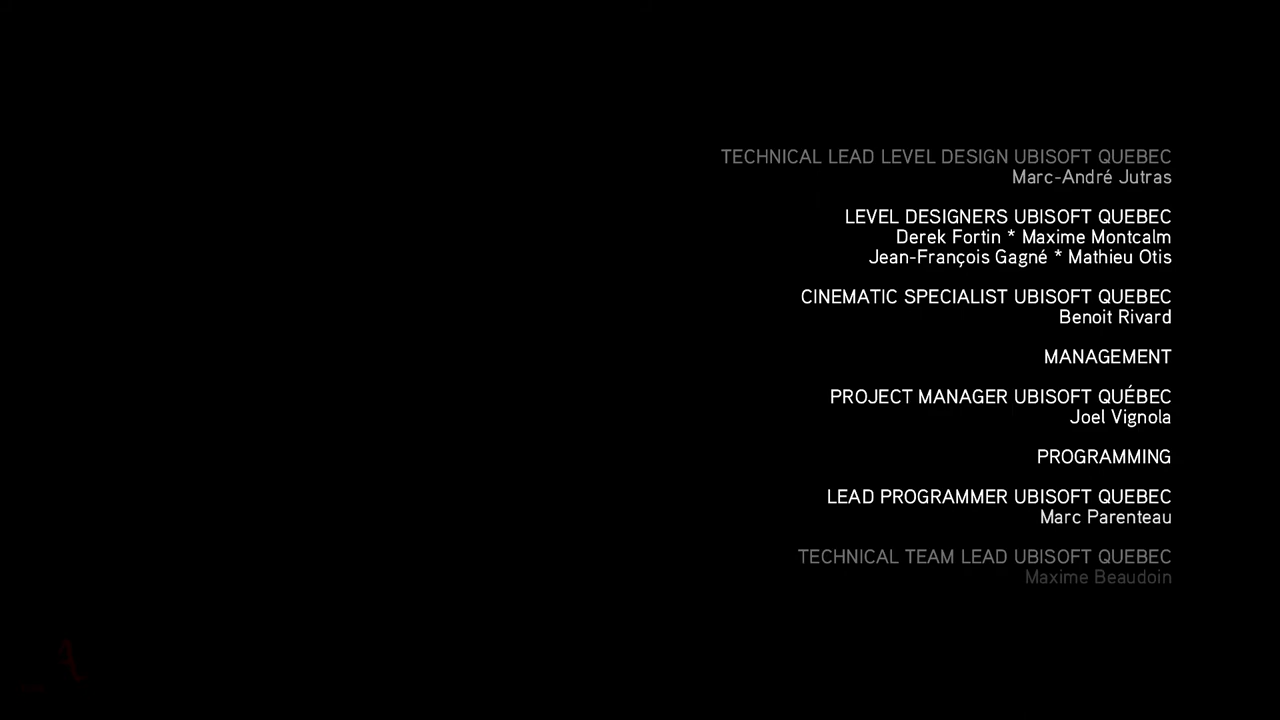 TECHNICAL LEAD LEVEL DESIGN UBISOFT QUEBEC
Marc-André Jutras
LEVEL DESIGNERS UBISOFT QUEBEC
Derek Fortin * Maxime Montcalm
Jean-François Gagné * Mathieu Otis
CINEMATIC SPECIALIST UBISOFT QUEBEC
Benoit Rivard
MANAGEMENT
PROJECT MANAGER UBISOFT QUÉBEC
Joel Vignola
PROGRAMMING
LEAD PROGRAMMER UBISOFT QUEBEC
Marc Parenteau
TECHNICAL TEAM LEAD UBISOFT QUEBEC
Maxime Beaudoin